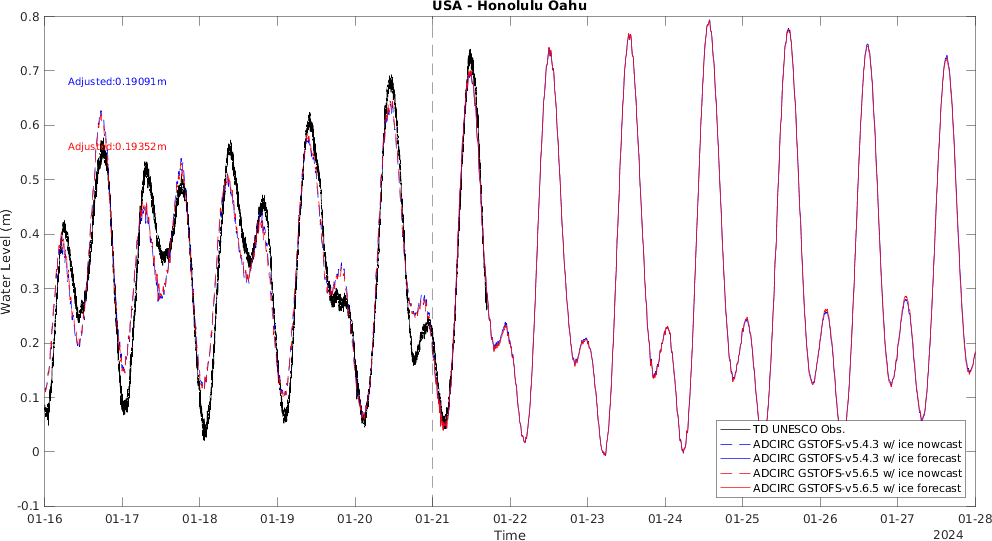 USA - Honolulu Oahu
0.8
0.7
0.6
0.5
0.4
0.3
0.2
0.1
0
-0.1
Water Level (m)
Adjusted:0.19091m
Adjusted:0.19352m
TD UNESCO Obs.
ADCIRC GSTOFS-v5.4.3 w/ ice nowcast
ADCIRC GSTOFS-v5.4.3 w/ ice forecast
ADCIRC GSTOFS-v5.6.5 w/ ice nowcast
ADCIRC GSTOFS-v5.6.5 w/ ice forecast
01-16 01-17 01-18 01-19 01-20 01-21 01-22 01-23 01-24 01-25 01-26 01-27 01-28
Time
2024